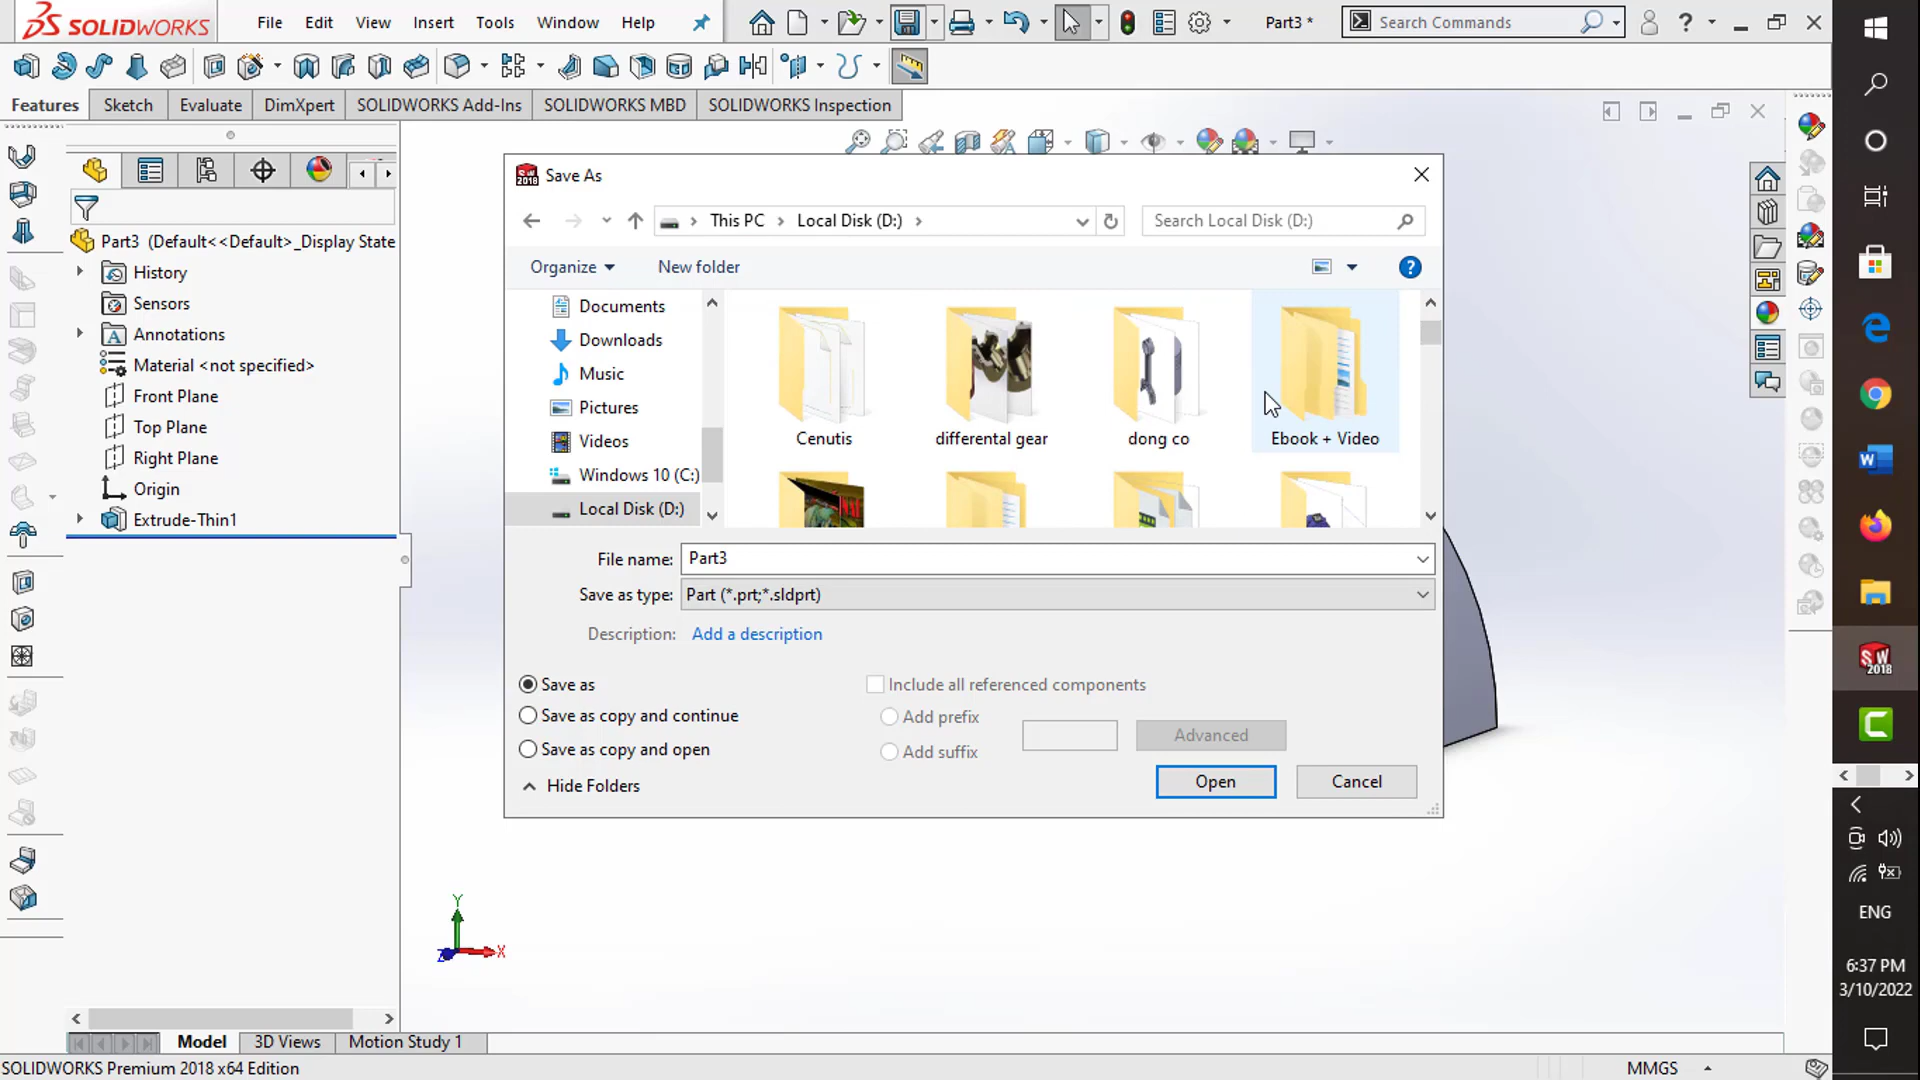 SOLIDWORKS
File Edit View Insert Tools Window Help
Part3 *
Search Commands
Features Sketch Evaluate DimXpert SOLIDWORKS Add-Ins SOLIDWORKS MBD SOLIDWORKS Inspection
Part3 (Default<<Default>_Display State
History
Sensors
Annotations
Material <not specified>
Front Plane
Top Plane
Right Plane
Origin
Extrude-Thin1
Save As
This PC > Local Disk (D:) >
Search Local Disk (D:)
Organize
New folder
Documents
Downloads
Music
Pictures
Videos
Windows 10 (C:)
Local Disk (D:)
Cenutis
differental gear
dong co
Ebook + Video
File name: Part3
Save as type: Part (*.prt;*.sldprt)
Description: Add a description
Save as
Save as copy and continue
Save as copy and open
Include all referenced components
Add prefix
Add suffix
Advanced
Hide Folders
Open
Cancel
Y
X
Model 3D Views Motion Study 1
SOLIDWORKS Premium 2018 x64 Edition
MMGS
SW
2018
ENG
6:37 PM
3/10/2022